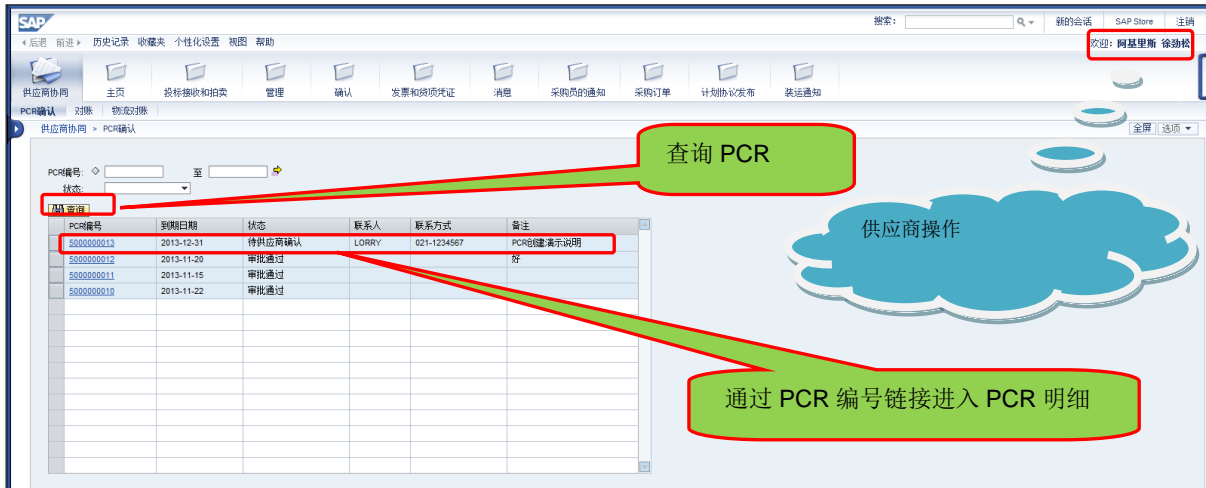 SAP 搜索： 新的会话 SAP Store 注销
后退 前进 历史记录 收藏夹 个性化设置 视图 帮助 欢迎: 阿基里斯 徐劲松
供应商协同 主页 投标接收和拍卖 管理 确认 发票和贷项凭证 消息 采购员的通知 采购订单 计划协议发布 装运通知
PCR确认 对账 物流对账
供应商协同 > PCR确认 全屏 选项
查询 PCR
PCR编号: 至
状态:
查询
供应商操作
PCR编号 到期日期 状态 联系人 联系方式 备注
5000000013 2013-12-31 待供应商确认 LORRY 021-1234567 PCR创建演示说明
5000000012 2013-11-20 审批通过 好
5000000011 2013-11-15 审批通过
5000000010 2013-11-22 审批通过
通过 PCR 编号链接进入 PCR 明细